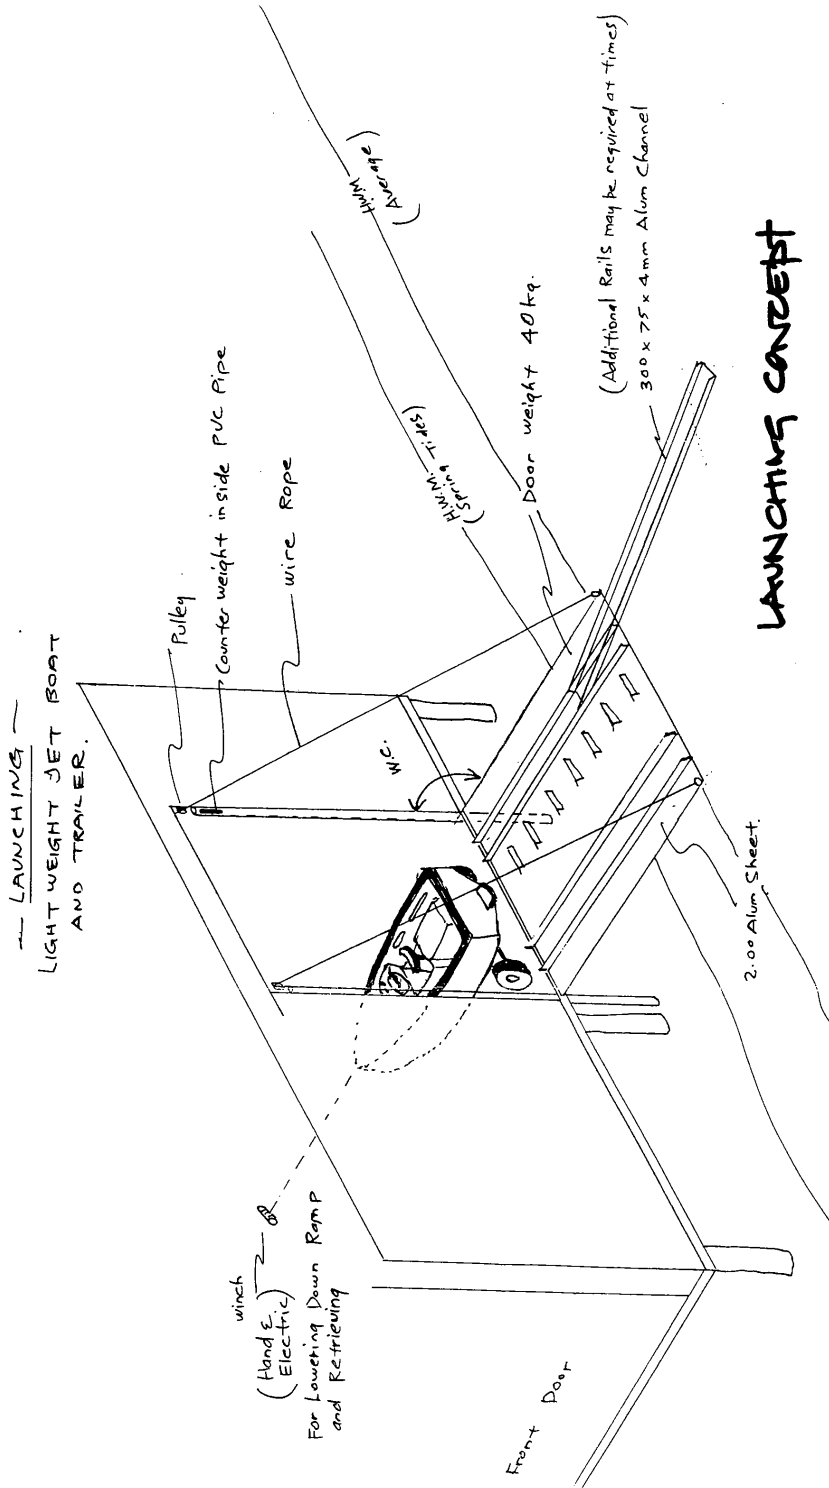 — LAUNCHING —
LIGHTWEIGHT JET BOAT
AND TRAILER.
Pulley
Counter weight inside PVC Pipe
Wire Rope
H.W.M.
(Spring Tides)
HWM
(Average)
Door weight 40 kg.
(Additional Rails may be required at times)
300 x 75 x 4mm Alum Channel
W.C.
winch
(Hand &
Electric)
For Lowering Down Ramp
and Retrieving
Front Door
2.00 Alum Sheet.
LAUNCHING CONCEPT